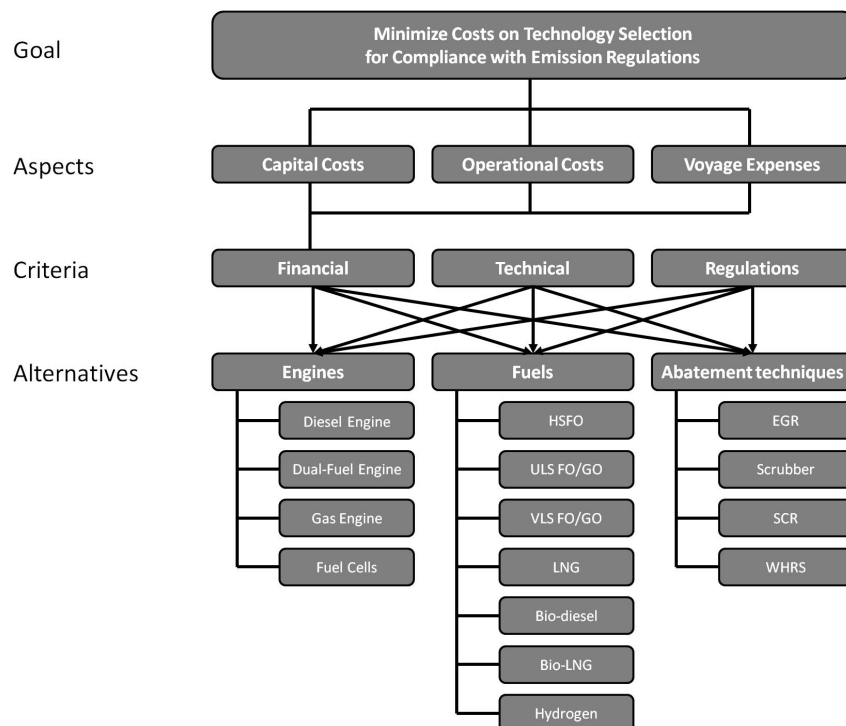 Goal
Minimize Costs on Technology Selection
for Compliance with Emission Regulations
Aspects
Capital Costs
Operational Costs
Voyage Expenses
Criteria
Financial
Technical
Regulations
Alternatives
Engines
Fuels
Abatement techniques
Diesel Engine
HSFO
EGR
Dual-Fuel Engine
ULS FO/GO
Scrubber
Gas Engine
VLS FO/GO
SCR
Fuel Cells
LNG
WHRS
Bio-diesel
Bio-LNG
Hydrogen